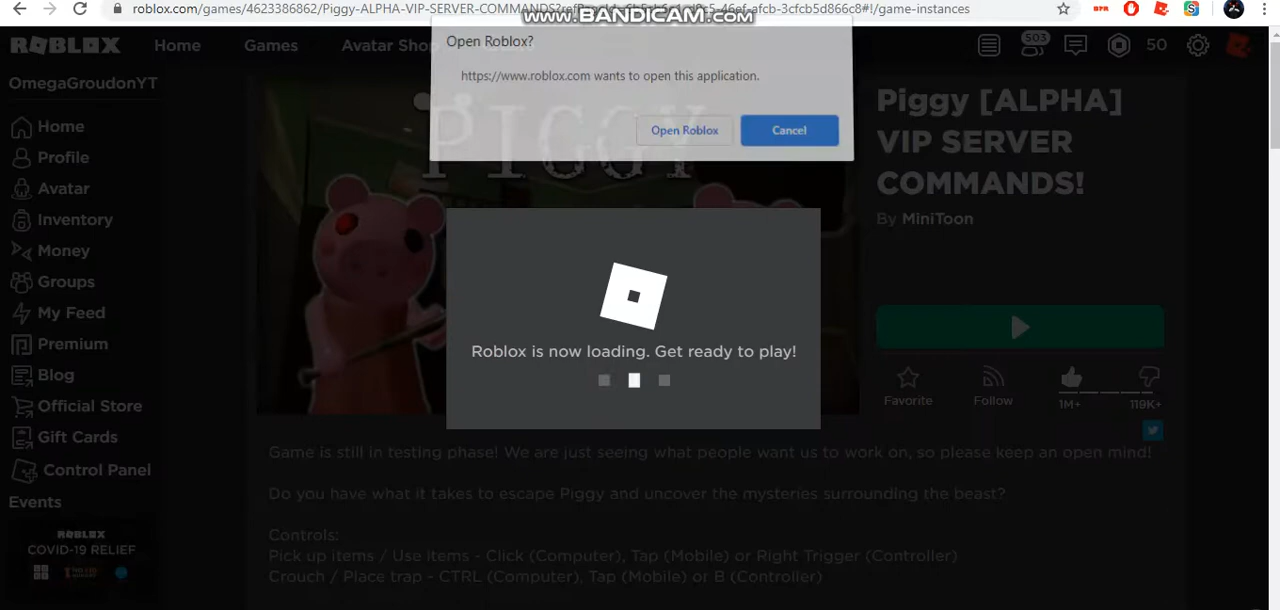 roblox.com/games/4623386862/Piggy-ALPHA-VIP-SERVER-COMMANDS?
46ef-afcb-3cfcb5d866c8#!/game-instances
www.BANDICAM.com
Open Roblox?
https://www.roblox.com wants to open this application.
Open Roblox
Cancel
ROBLOX
Home
Games
Avatar Shop
503
50
OmegaGroudonYT
Home
Profile
Avatar
Inventory
Money
Groups
My Feed
Premium
Blog
Official Store
Gift Cards
Control Panel
Events
ROBLOX
COVID-19 RELIEF
PIGGY
Roblox is now loading. Get ready to play!
Piggy [ALPHA]
VIP SERVER
COMMANDS!
By MiniToon
Favorite
Follow
1M+
119K+
Game is still in testing phase! We are just seeing what people want us to work on, so please keep an open mind!
Do you have what it takes to escape Piggy and uncover the mysteries surrounding the beast?
Controls:
Pick up items / Use items - Click (Computer), Tap (Mobile) or Right Trigger (Controller)
Crouch / Place trap - CTRL (Computer), Tap (Mobile) or B (Controller)